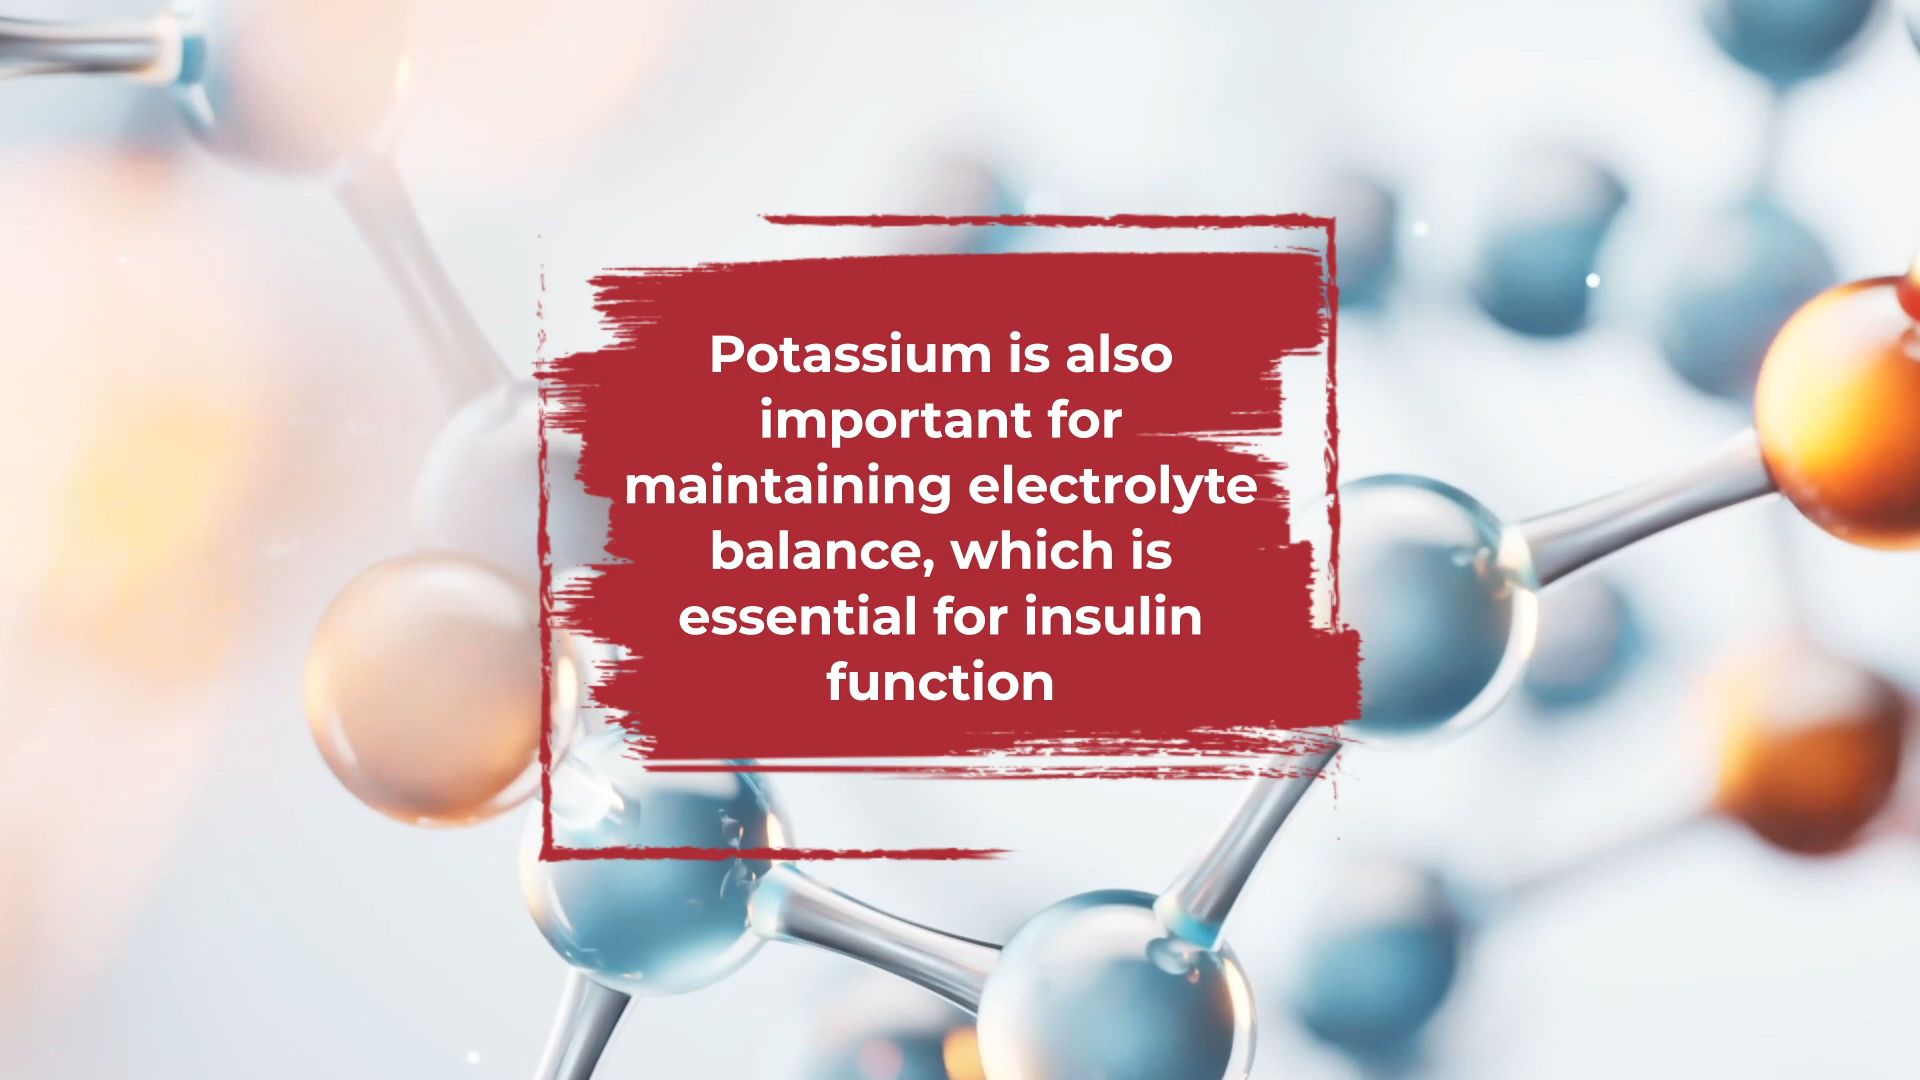 Potassium is also
important for
maintaining electrolyte
balance, which is
essential for insulin
function